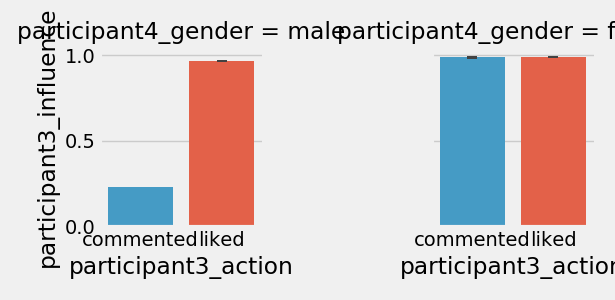 participant4_gender = male
participant4_gender = f
participant3_influence
1.0
0.5
0.0
commented liked
commented liked
participant3_action
participant3_action